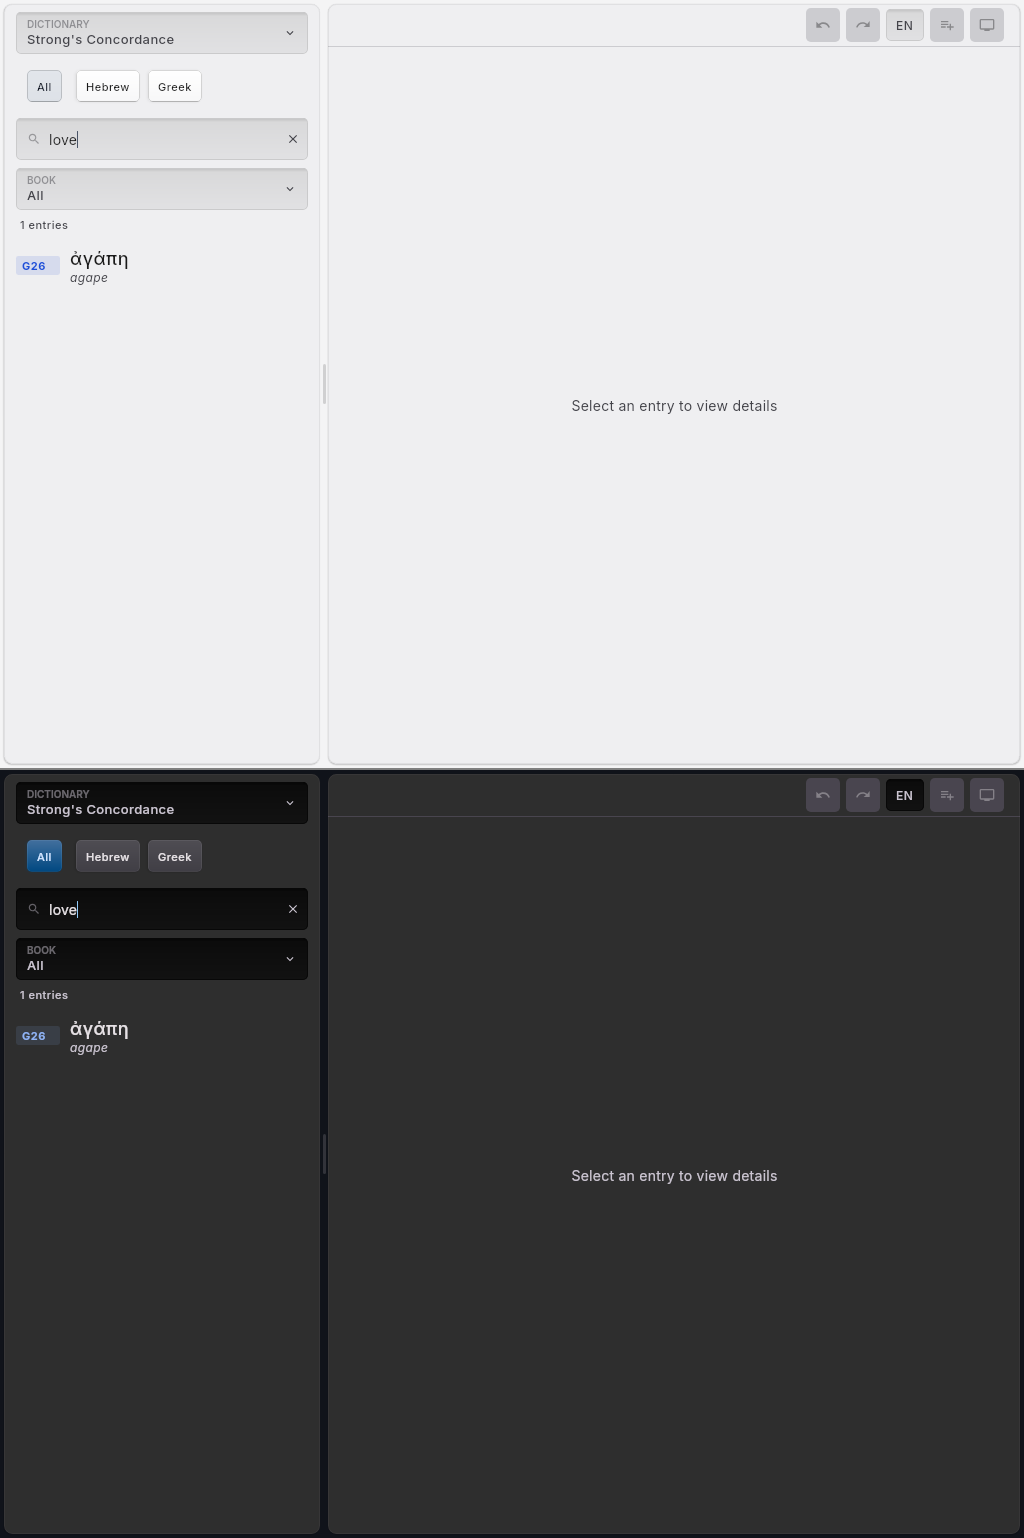 DICTIONARY
Strong's Concordance
All
Hebrew
Greek
love
BOOK
All
1 entries
G26
ἀγάπη
agape
EN
Select an entry to view details
DICTIONARY
Strong's Concordance
All
Hebrew
Greek
love
BOOK
All
1 entries
G26
ἀγάπη
agape
EN
Select an entry to view details